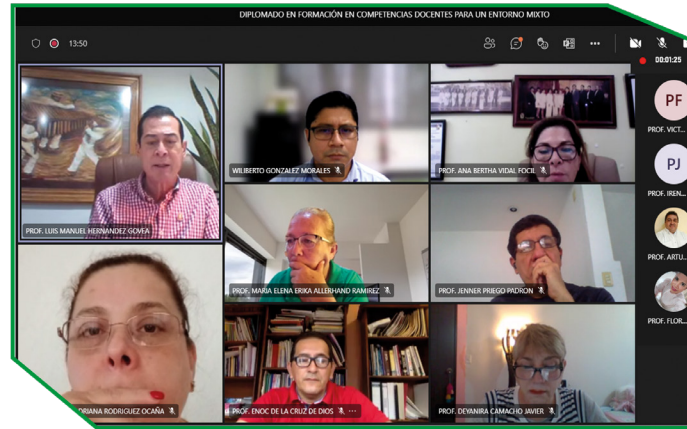 DIPLOMADO EN FORMACIÓN EN COMPETENCIAS DOCENTES PARA UN ENTORNO MIXTO
13:50
00:01:25
PROF. LUIS MANUEL HERNANDEZ GOVEA
WILIBERTO GONZALEZ MORALES
PROF. ANA BERTHA VIDAL FOCIL
PF
PROF. VICT...
PJ
PROF. IREN...
PROF. MARIA ELENA ERIKA ALLERHAND RAMIREZ
PROF. JENNER PRIEGO PADRON
PROF. ARTU...
PROF. FLOR...
DRIANA RODRIGUEZ OCAÑA
PROF. ENOC DE LA CRUZ DE DIOS
PROF. DEYANIRA CAMACHO JAVIER